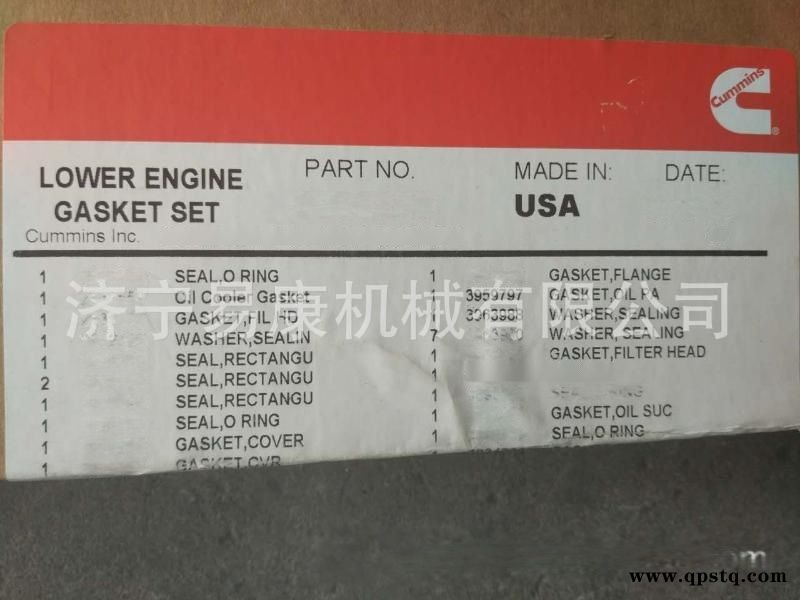 Cummins
LOWER ENGINE
GASKET SET
Cummins Inc.
PART NO.
MADE IN:
USA
DATE:
1 SEAL,O RING
1 Oil Cooler Gasket
1 GASKET,FIL HD
1 WASHER,SEALIN
1 SEAL,RECTANGU
2 SEAL,RECTANGU
1 SEAL,RECTANGU
1 SEAL,O RING
1 GASKET,COVER
1 GASKET,CVR
1 GASKET,FLANGE
1 3959797 GASKET,OIL PA
WASHER,SEALING
7 WASHER, SEALING
1 GASKET,FILTER HEAD
1
1 GASKET,OIL SUC
1 SEAL,O RING
1
济宁易康机械有限公司
www.qpstq.com